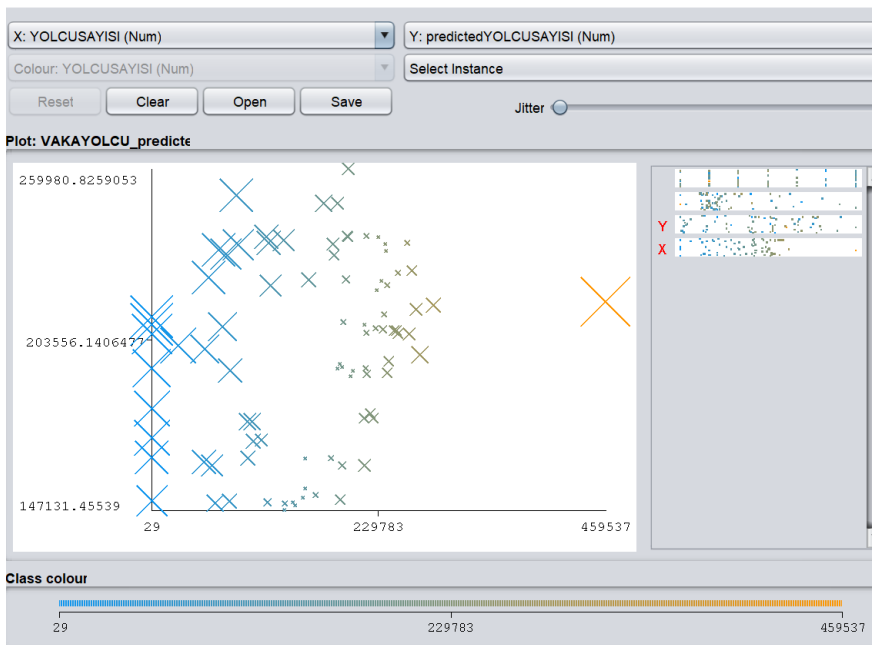 X: YOLCUSAYISI (Num) Y: predictedYOLCUSAYISI (Num)
Colour: YOLCUSAYISI (Num) Select Instance
Reset Clear Open Save Jitter
Plot: VAKAYOLCU_predicte
259980.8259053
203556.1406477
147131.45539
29 229783 459537
Y
X
Class colour
29 229783 459537